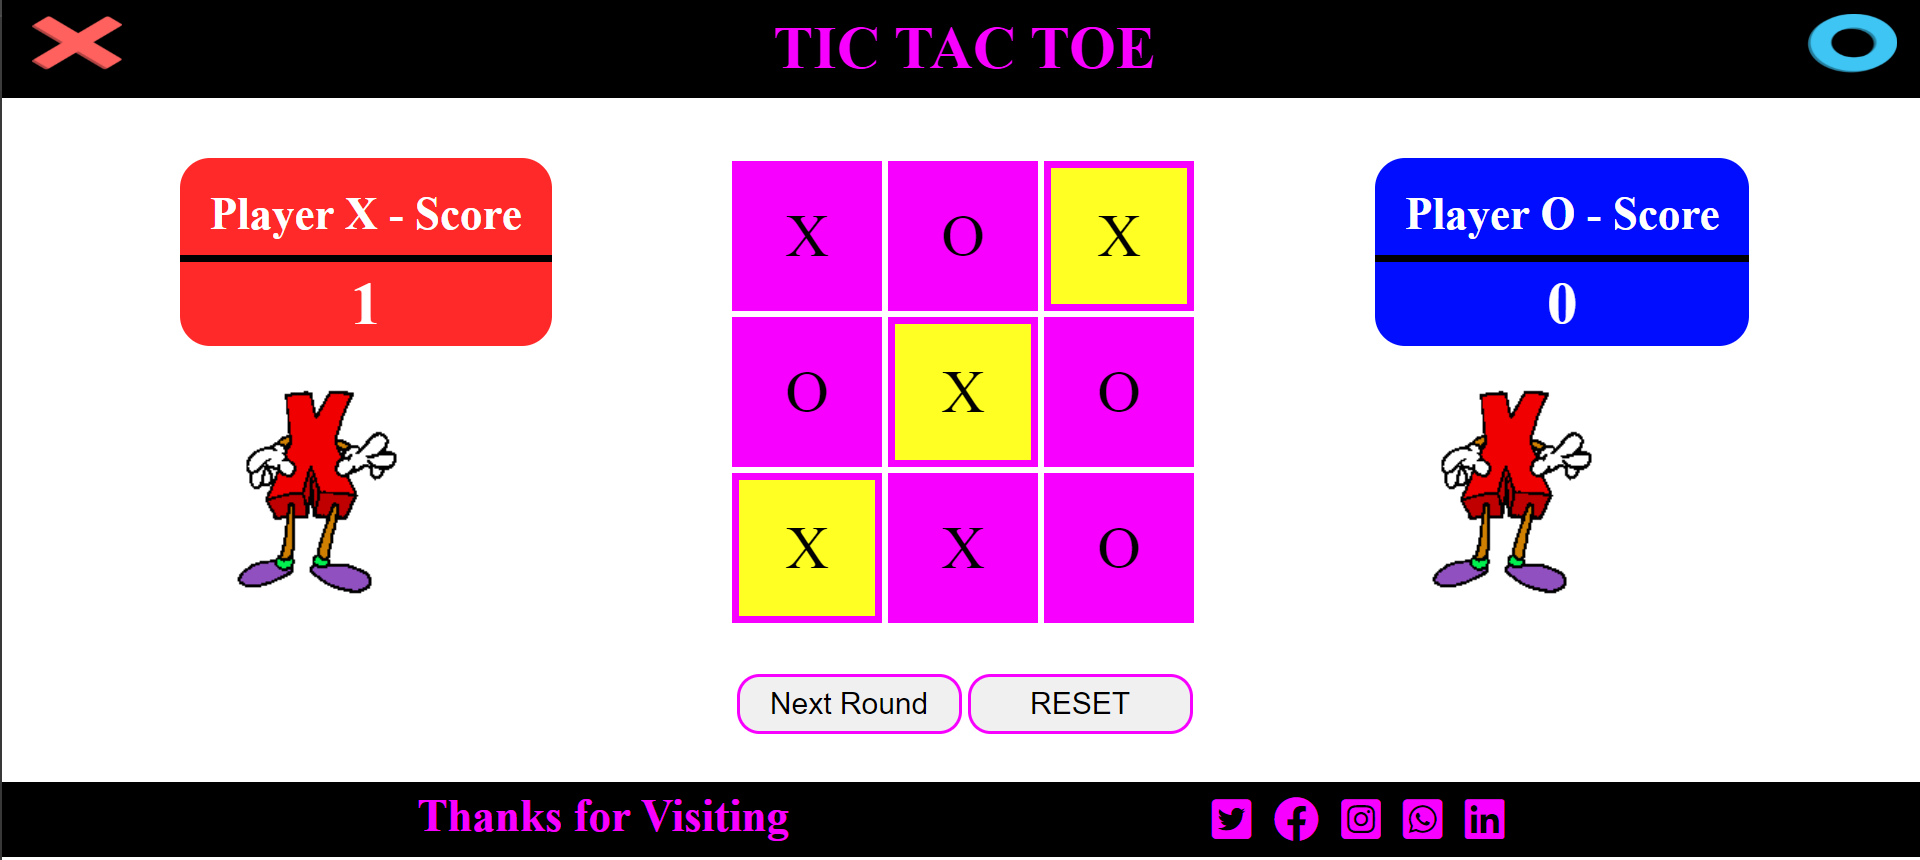 TIC TAC TOE
Player X - Score
1
X O X
O X O
X X O
Player O - Score
0
Next Round
RESET
Thanks for Visiting